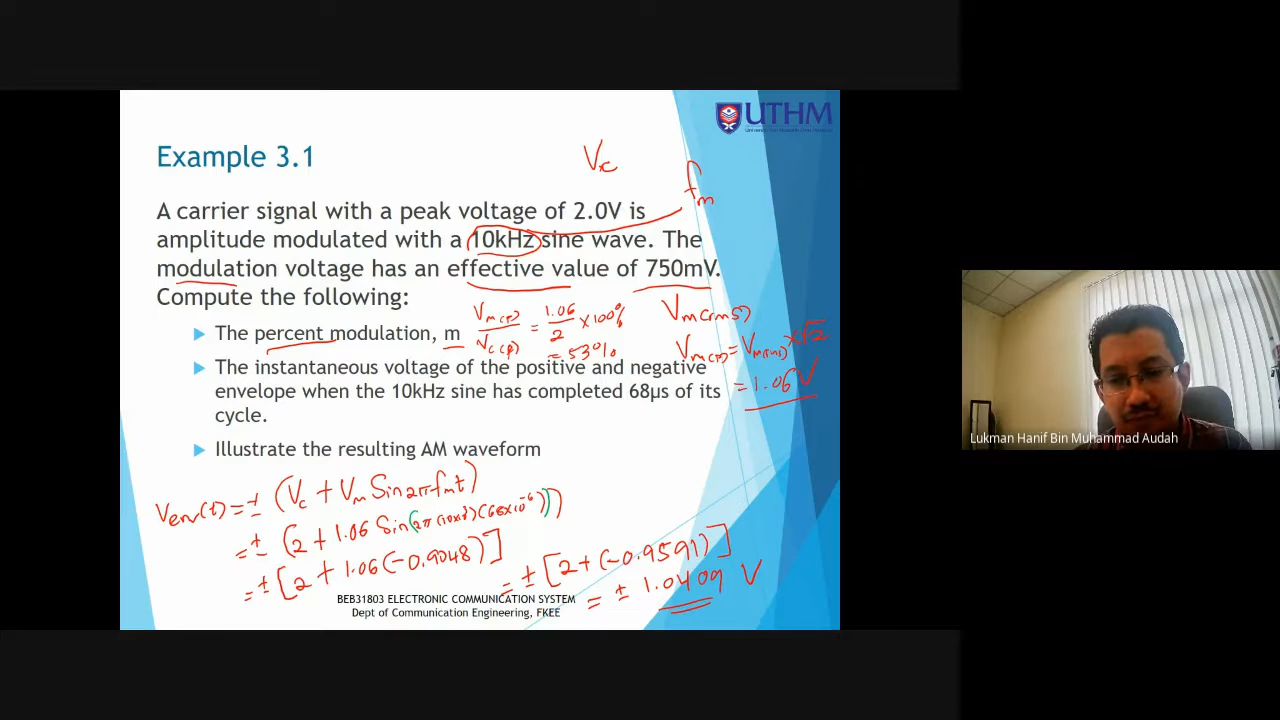 UTHM
Example 3.1
Vc
fm
A carrier signal with a peak voltage of 2.0V is
amplitude modulated with a 10kHz sine wave. The
modulation voltage has an effective value of 750mV.
Compute the following:
The percent modulation, m
Vm(p)/Vc(p) = 1.06/2 × 100%
= 53%
Vm(rms)
Vm(p) = Vm(rms) × √2
= 1.06 V
The instantaneous voltage of the positive and negative
envelope when the 10kHz sine has completed 68µs of its
cycle.
Illustrate the resulting AM waveform
Venv(t) = ± (Vc + Vm Sin 2π fm t)
= ± (2 + 1.06 Sin (2π (10x10³)(68x10⁻⁶)))
= ± [2 + 1.06 (-0.9048)]
= ± [2 + (-0.9591)]
= ± 1.0409 V
BEB31803 ELECTRONIC COMMUNICATION SYSTEM
Dept of Communication Engineering, FKEE
Lukman Hanif Bin Muhammad Audah